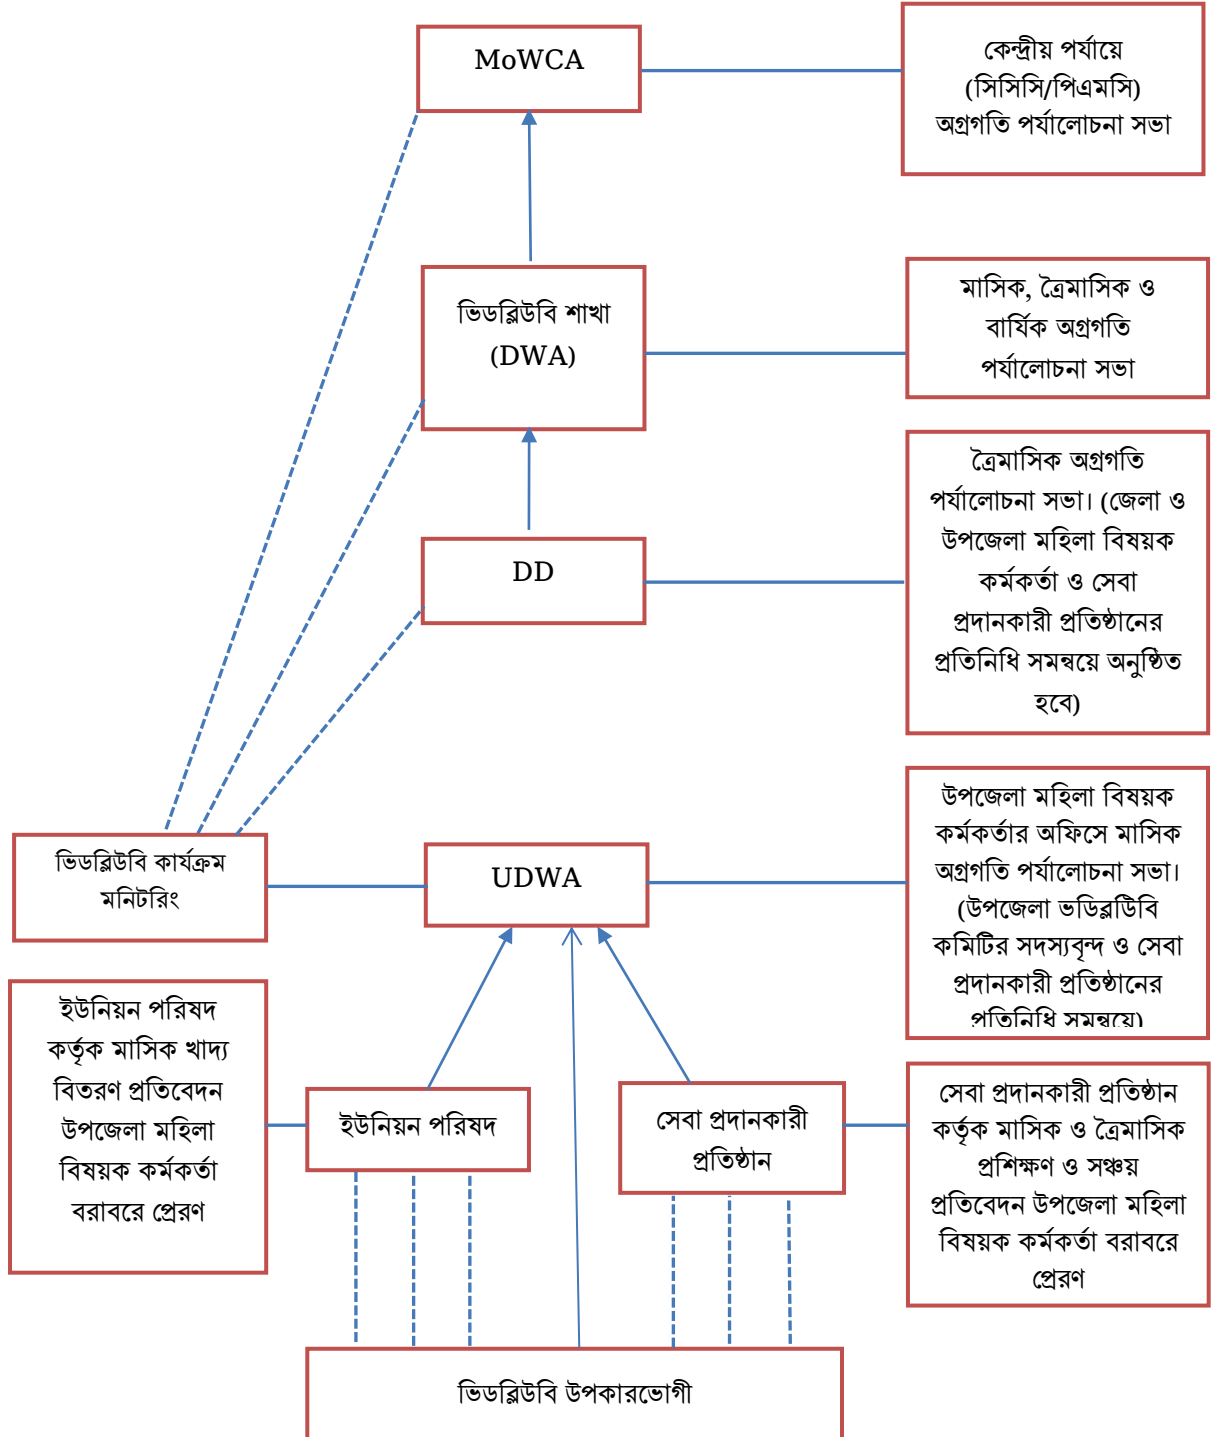 MoWCA
কেন্দ্রীয় পর্যায়ে
(সিসিসি/পিএমসি)
অগ্রগতি পর্যালোচনা সভা
ভিডব্লিউবি শাখা
(DWA)
মাসিক, ত্রৈমাসিক ও
বার্ষিক অগ্রগতি
পর্যালোচনা সভা
DD
ত্রৈমাসিক অগ্রগতি
পর্যালোচনা সভা। (জেলা ও
উপজেলা মহিলা বিষয়ক
কর্মকর্তা ও সেবা
প্রদানকারী প্রতিষ্ঠানের
প্রতিনিধি সমন্বয়ে অনুষ্ঠিত
হবে)
ভিডব্লিউবি কার্যক্রম
মনিটরিং
UDWA
উপজেলা মহিলা বিষয়ক
কর্মকর্তার অফিসে মাসিক
অগ্রগতি পর্যালোচনা সভা।
(উপজেলা ভডিব্লউিবি
কমিটির সদস্যবৃন্দ ও সেবা
প্রদানকারী প্রতিষ্ঠানের
প্রতিনিধি সমন্বয়ে)
ইউনিয়ন পরিষদ
কর্তৃক মাসিক খাদ্য
বিতরণ প্রতিবেদন
উপজেলা মহিলা
বিষয়ক কর্মকর্তা
বরাবরে প্রেরণ
ইউনিয়ন পরিষদ
সেবা প্রদানকারী
প্রতিষ্ঠান
সেবা প্রদানকারী প্রতিষ্ঠান
কর্তৃক মাসিক ও ত্রৈমাসিক
প্রশিক্ষণ ও সঞ্চয়
প্রতিবেদন উপজেলা মহিলা
বিষয়ক কর্মকর্তা বরাবরে
প্রেরণ
ভিডব্লিউবি উপকারভোগী